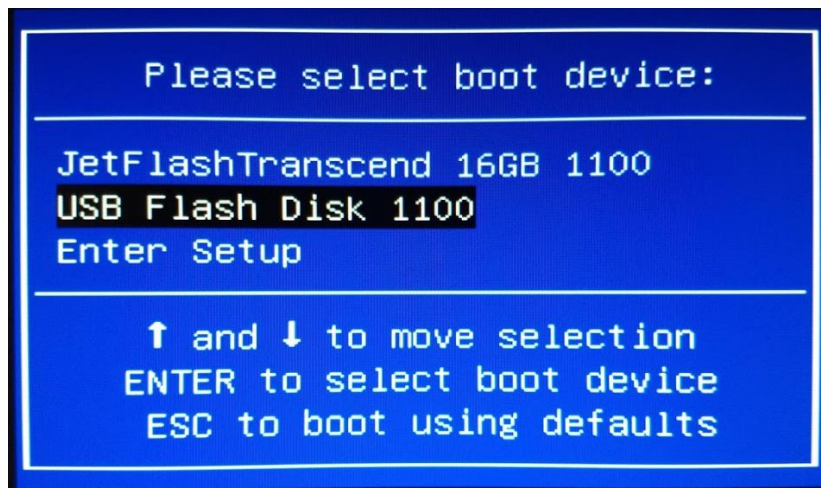 Please select boot device:
JetFlashTranscend 16GB 1100
USB Flash Disk 1100
Enter Setup
↑ and ↓ to move selection
ENTER to select boot device
ESC to boot using defaults